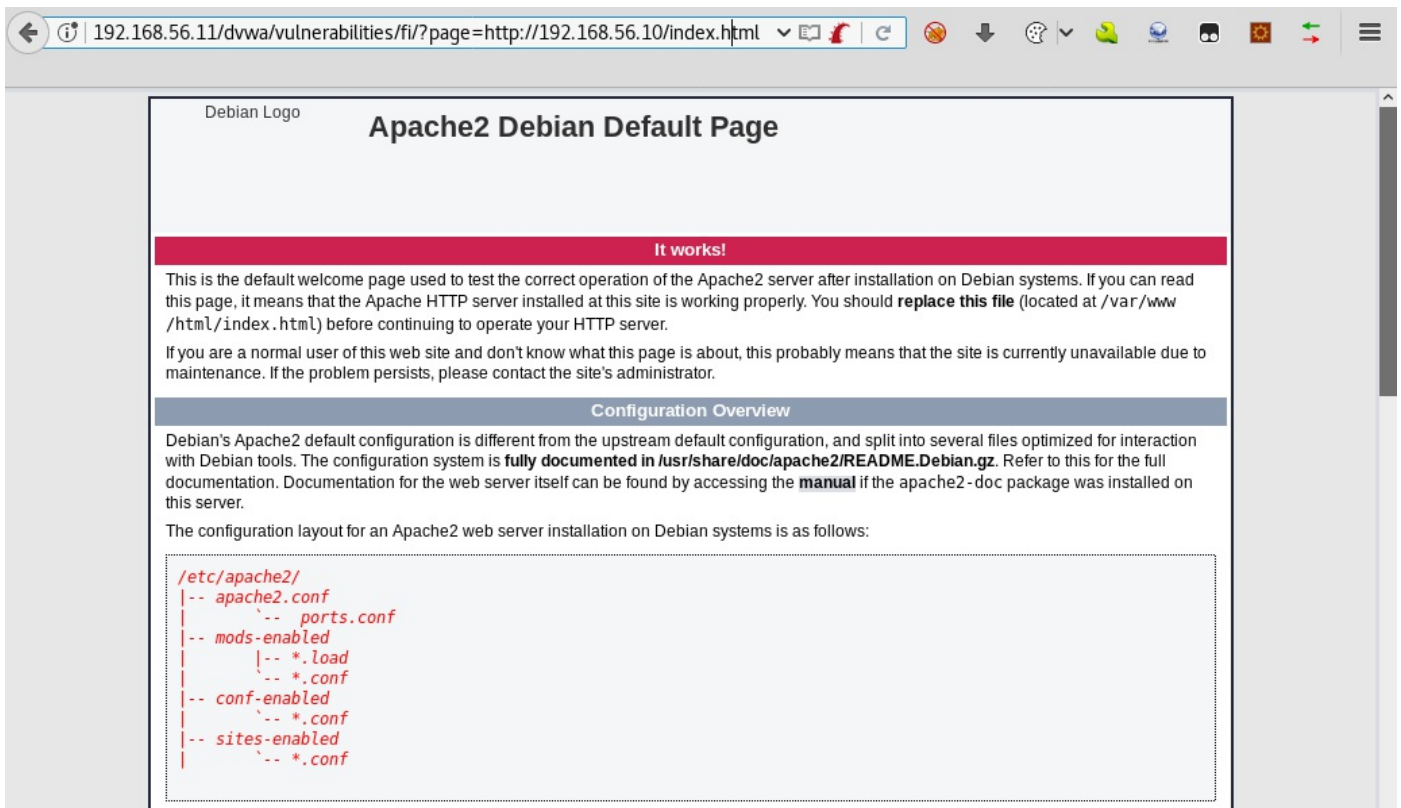 192.168.56.11/dvwa/vulnerabilities/fi/?page=http://192.168.56.10/index.html
Debian Logo
Apache2 Debian Default Page
It works!
This is the default welcome page used to test the correct operation of the Apache2 server after installation on Debian systems. If you can read
this page, it means that the Apache HTTP server installed at this site is working properly. You should replace this file (located at /var/www
/html/index.html) before continuing to operate your HTTP server.
If you are a normal user of this web site and don't know what this page is about, this probably means that the site is currently unavailable due to
maintenance. If the problem persists, please contact the site's administrator.
Configuration Overview
Debian's Apache2 default configuration is different from the upstream default configuration, and split into several files optimized for interaction
with Debian tools. The configuration system is fully documented in /usr/share/doc/apache2/README.Debian.gz. Refer to this for the full
documentation. Documentation for the web server itself can be found by accessing the manual if the apache2-doc package was installed on
this server.
The configuration layout for an Apache2 web server installation on Debian systems is as follows:
/etc/apache2/
|-- apache2.conf
|       `--  ports.conf
|-- mods-enabled
|       |-- *.load
|       `-- *.conf
|-- conf-enabled
|       `-- *.conf
|-- sites-enabled
|       `-- *.conf